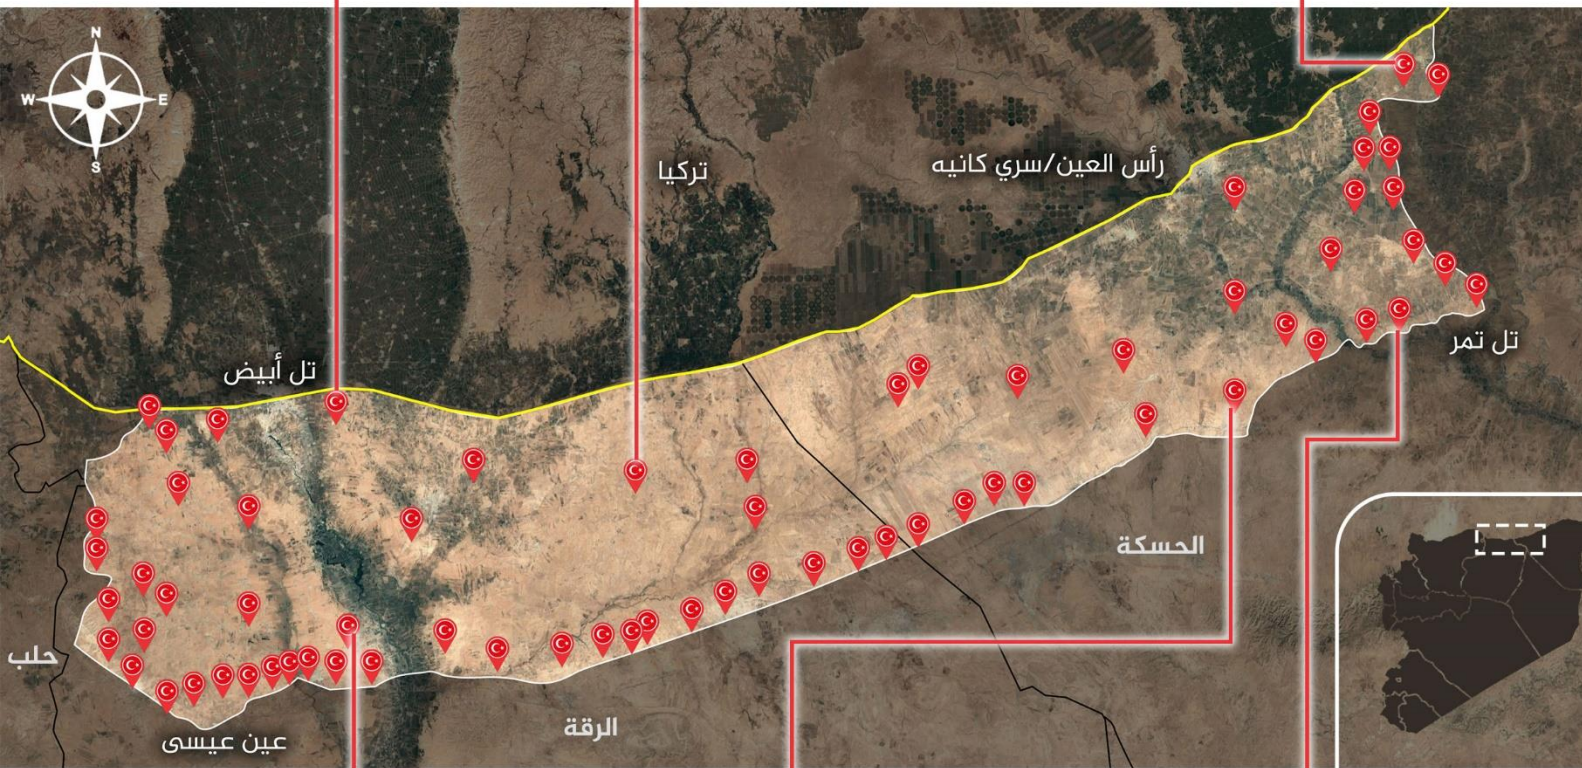 N
W
E
S
تركيا
رأس العين/سري كانيه
تل أبيض
تل تمر
الحسكة
حلب
الرقة
عين عيسى